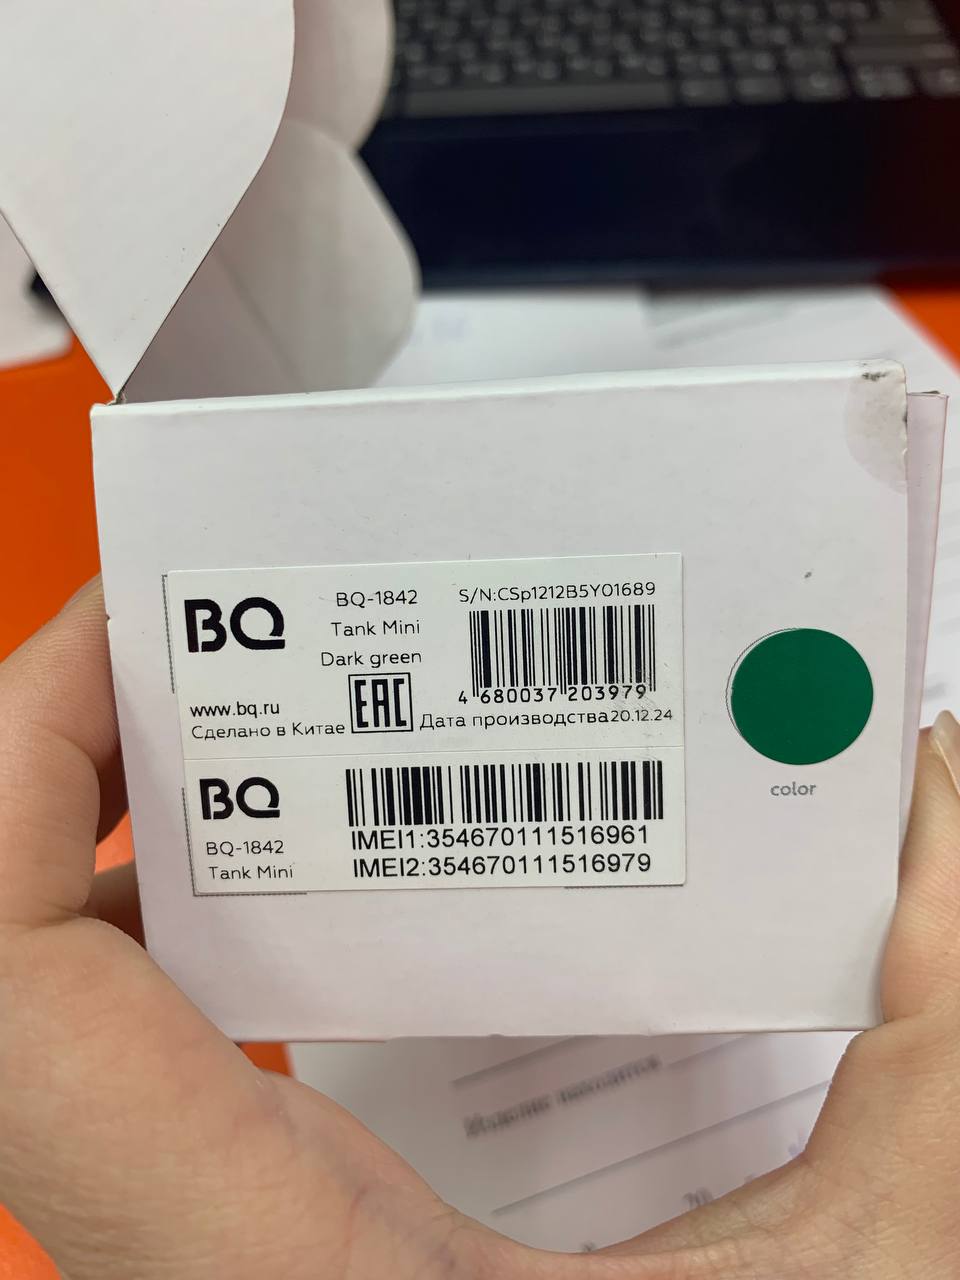 BQ
BQ-1842
Tank Mini
Dark green
S/N:CSp1212B5Y01689
4 680037 203979
www.bq.ru
Сделано в Китае
EAC
Дата производства 20.12.24
BQ
BQ-1842
Tank Mini
IMEI1:354670111516961
IMEI2:354670111516979
color